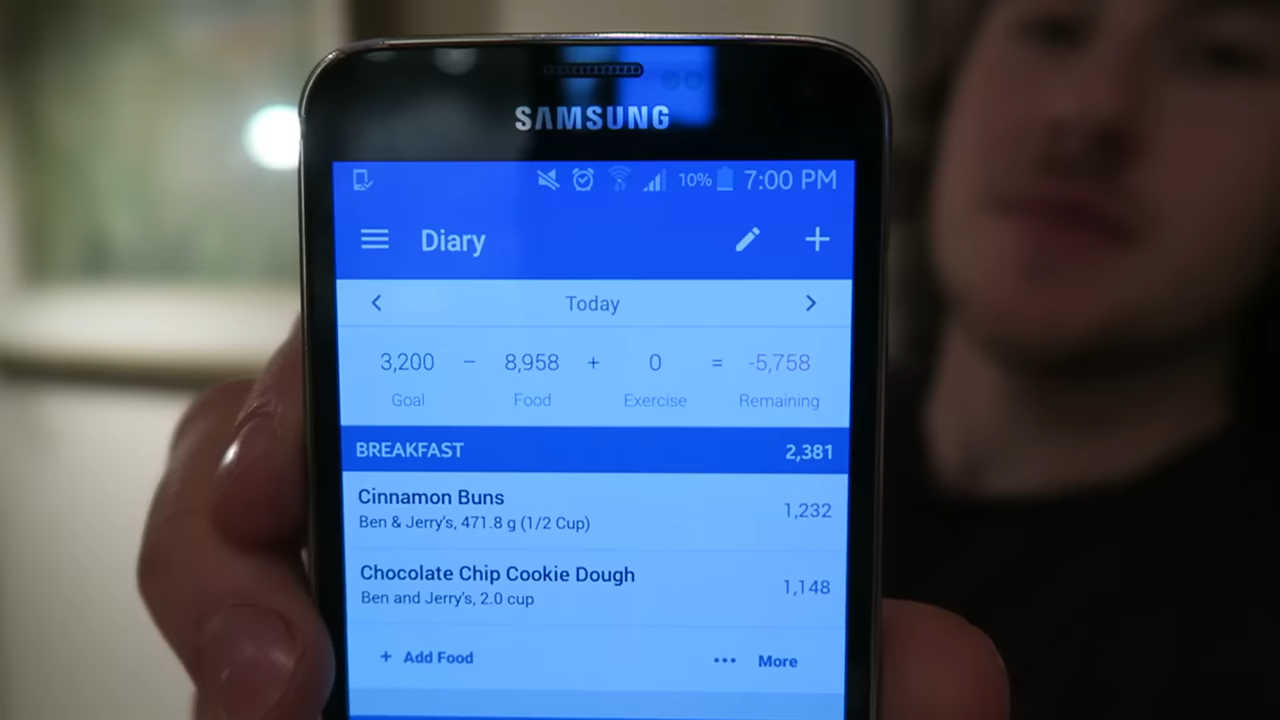 SAMSUNG
10% 7:00 PM
Diary
Today
3,200 − 8,958 + 0 = -5,758
Goal Food Exercise Remaining
BREAKFAST 2,381
Cinnamon Buns 1,232
Ben & Jerry's, 471.8 g (1/2 Cup)
Chocolate Chip Cookie Dough 1,148
Ben and Jerry's, 2.0 cup
+ Add Food ••• More